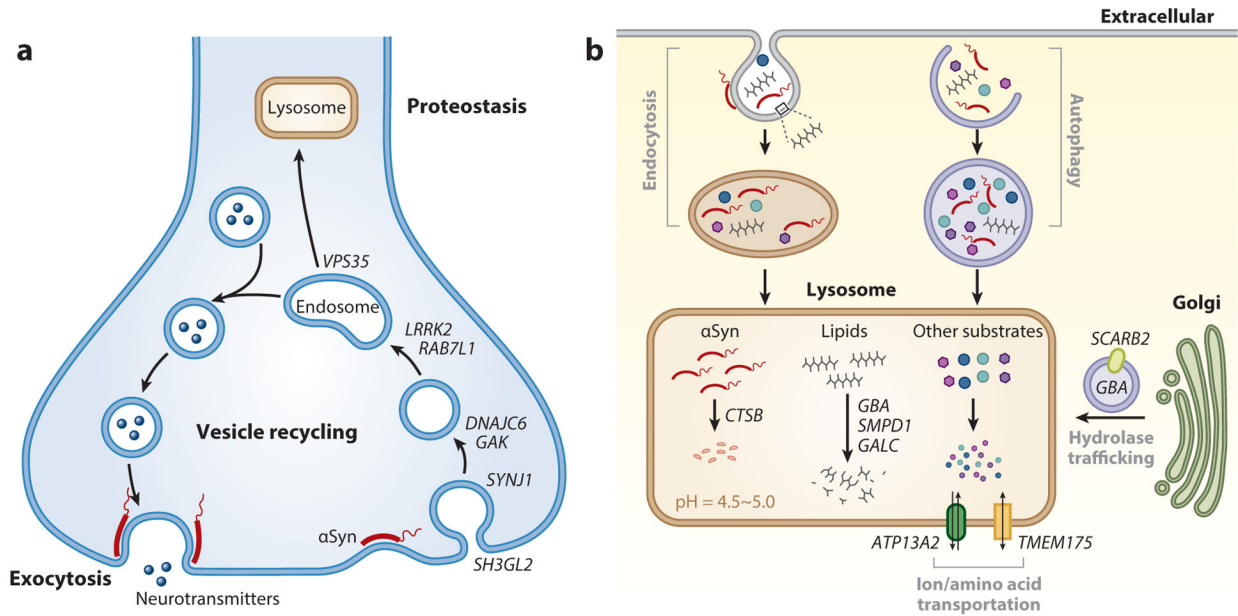 a
Lysosome
Proteostasis
VPS35
Endosome
LRRK2
RAB7L1
Vesicle recycling
DNAJC6
GAK
SYNJ1
αSyn
SH3GL2
Exocytosis
Neurotransmitters
b
Extracellular
Endocytosis
Autophagy
Lysosome
Golgi
αSyn
Lipids
Other substrates
SCARB2
GBA
CTSB
GBA
SMPD1
GALC
Hydrolase
trafficking
pH = 4.5~5.0
ATP13A2
TMEM175
Ion/amino acid
transportation